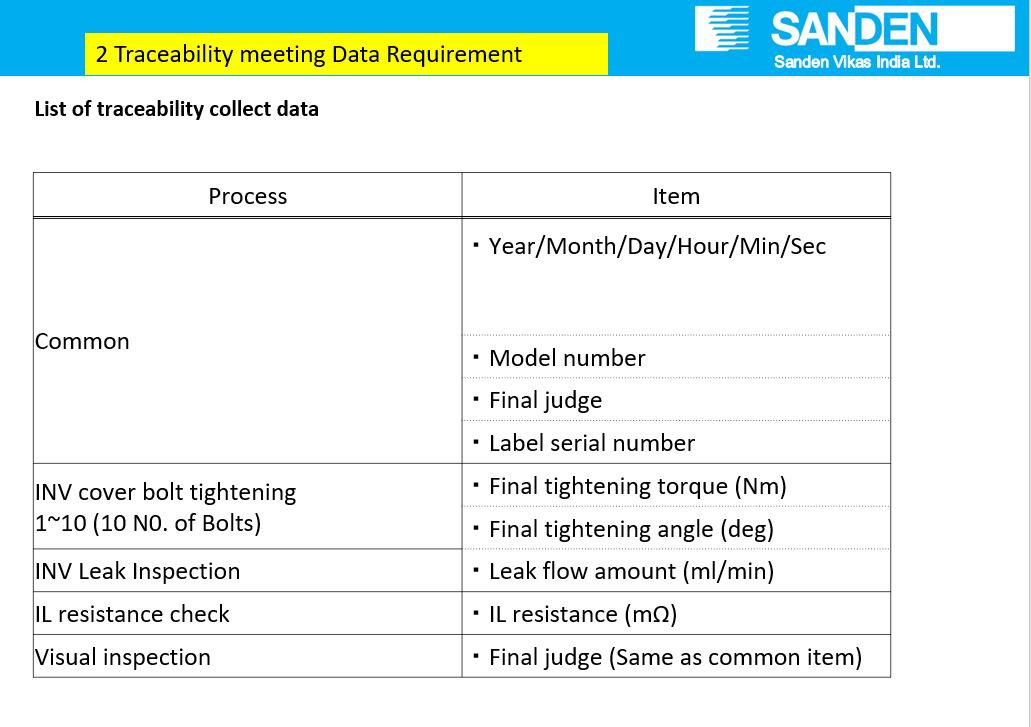 2 Traceability meeting Data Requirement
SANDEN
Sanden Vikas India Ltd.
List of traceability collect data
Process
Item
Common
・Year/Month/Day/Hour/Min/Sec
・Model number
・Final judge
・Label serial number
INV cover bolt tightening
1~10 (10 N0. of Bolts)
・Final tightening torque (Nm)
・Final tightening angle (deg)
INV Leak Inspection
・Leak flow amount (ml/min)
IL resistance check
・IL resistance (mΩ)
Visual inspection
・Final judge (Same as common item)